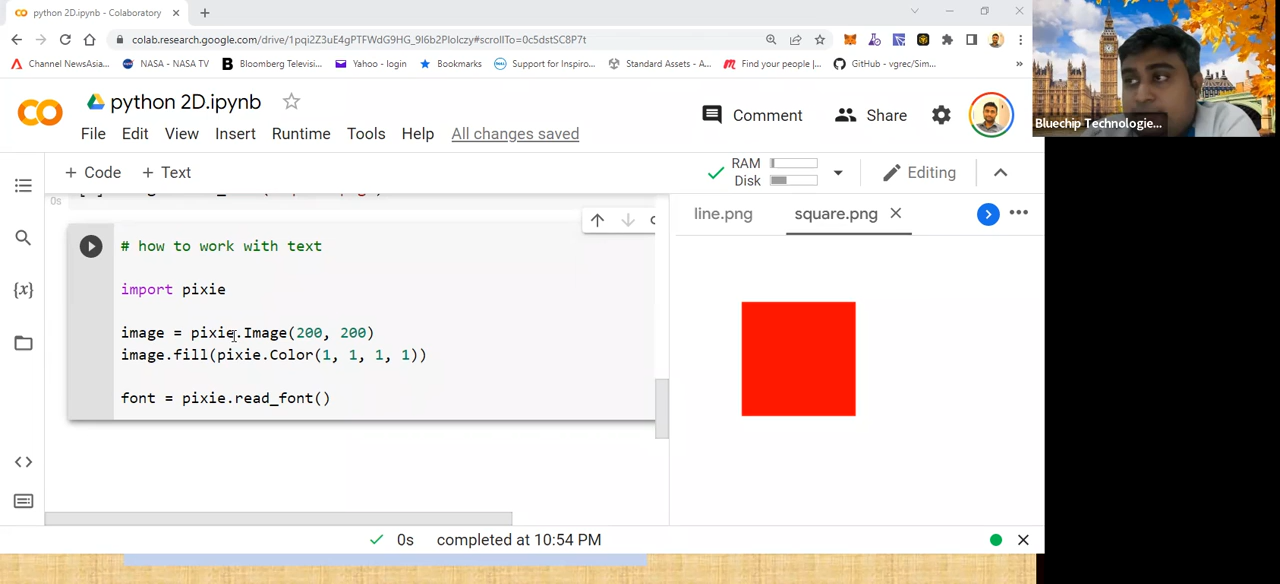 python 2D.ipynb - Colaboratory
colab.research.google.com/drive/1pqi2Z3uE4gPTFWdG9HG_9I6b2PIolczy#scrollTo=0c5dstSC8P7t
Channel NewsAsia...
NASA - NASA TV
Bloomberg Televisi...
Yahoo - login
Bookmarks
Support for Inspiro...
Standard Assets - A...
Find your people |...
GitHub - vgrec/Sim...
»
Bluechip Technologie...
CO
python 2D.ipynb
File Edit View Insert Runtime Tools Help All changes saved
Comment
Share
+ Code + Text
RAM
Disk
Editing
0s
# how to work with text
import pixie
image = pixie.Image(200, 200)
image.fill(pixie.Color(1, 1, 1, 1))
font = pixie.read_font()
{x}
line.png
square.png
0s completed at 10:54 PM